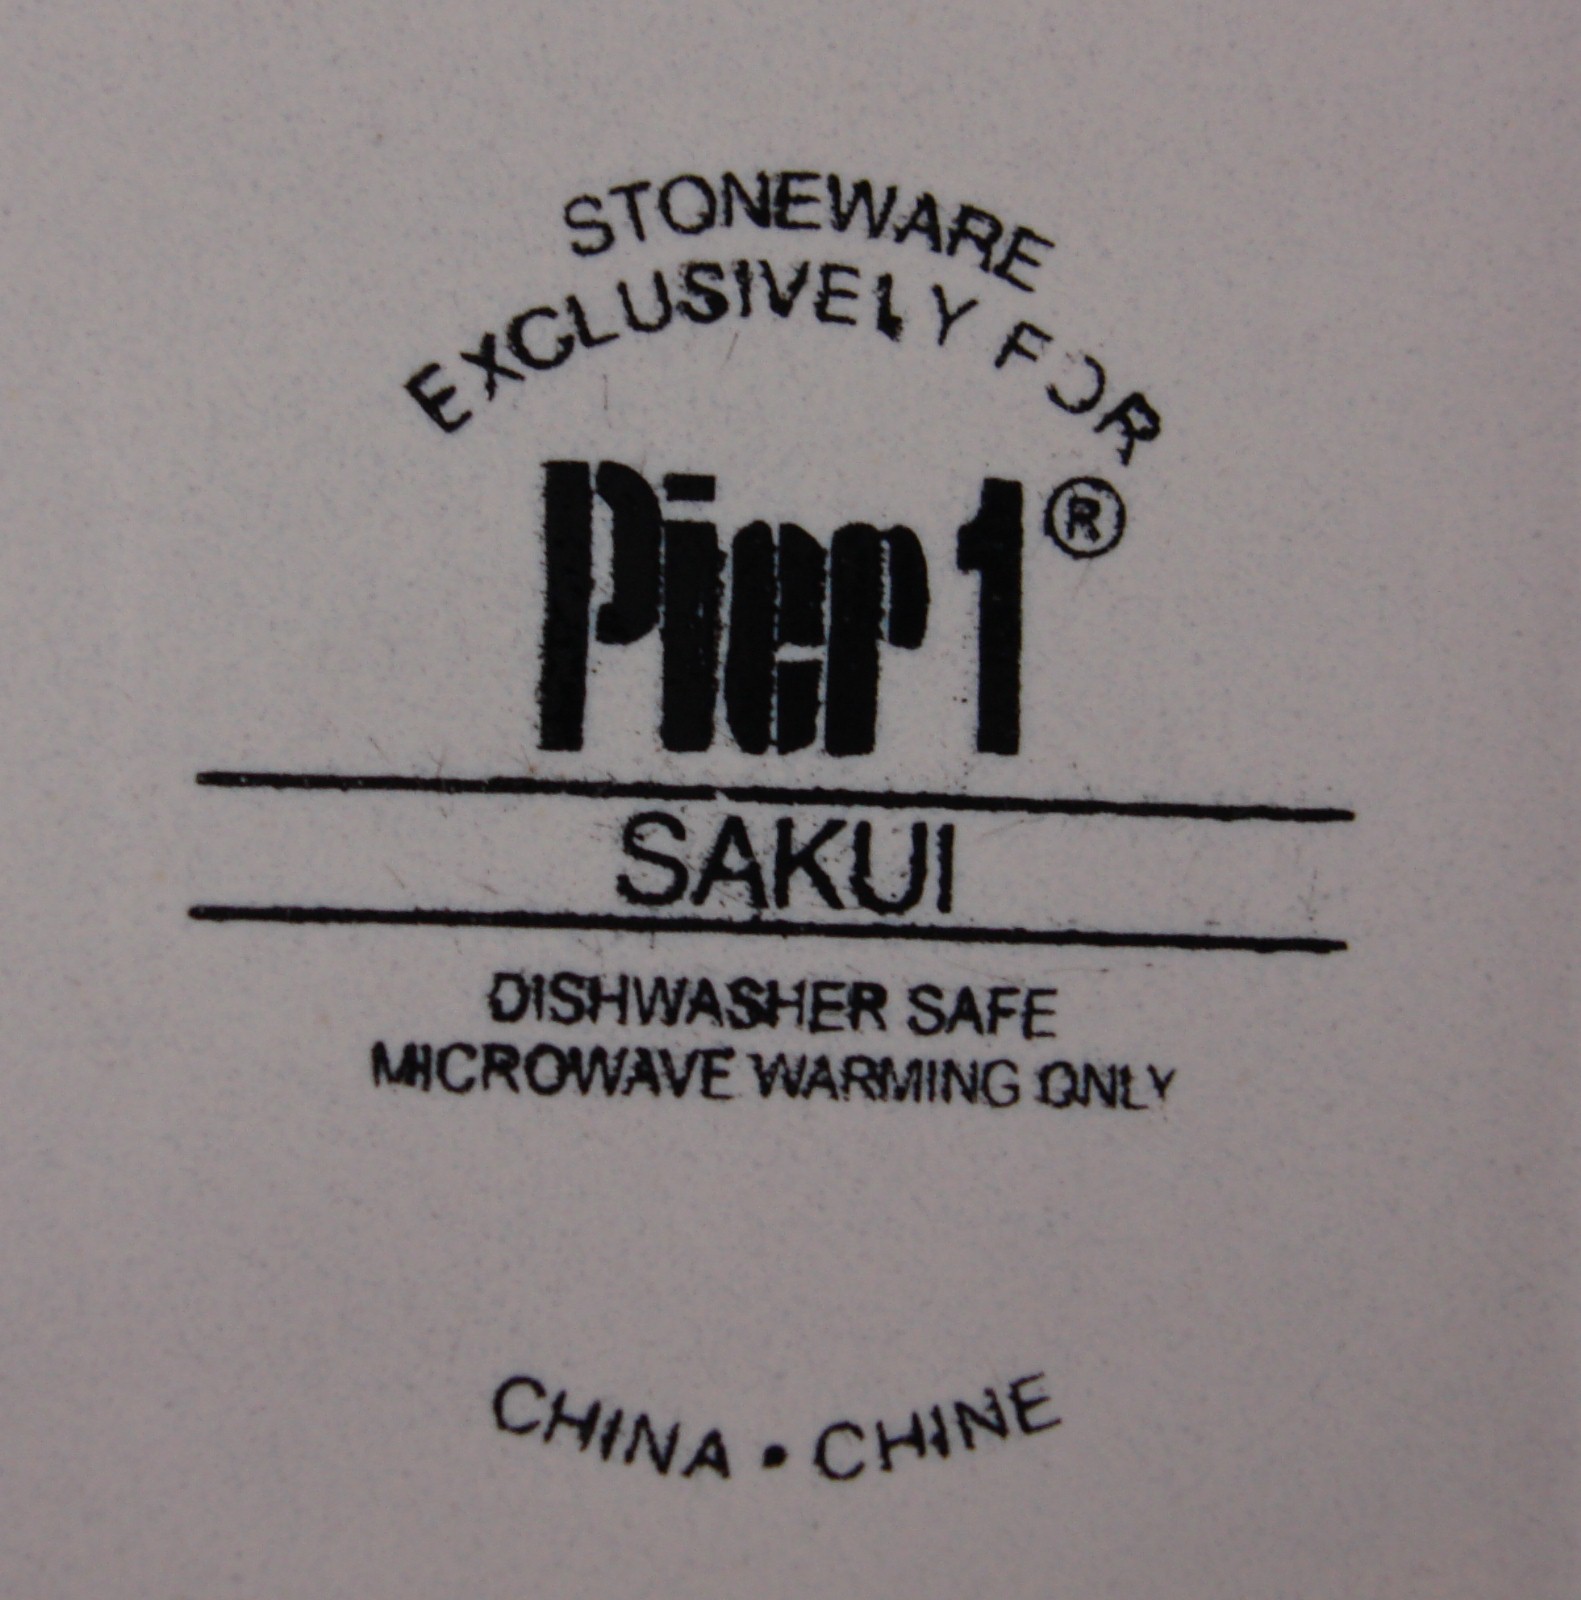 STONEWARE
EXCLUSIVELY FOR
Pier 1®
SAKUI
DISHWASHER SAFE
MICROWAVE WARMING ONLY
CHINA • CHINE